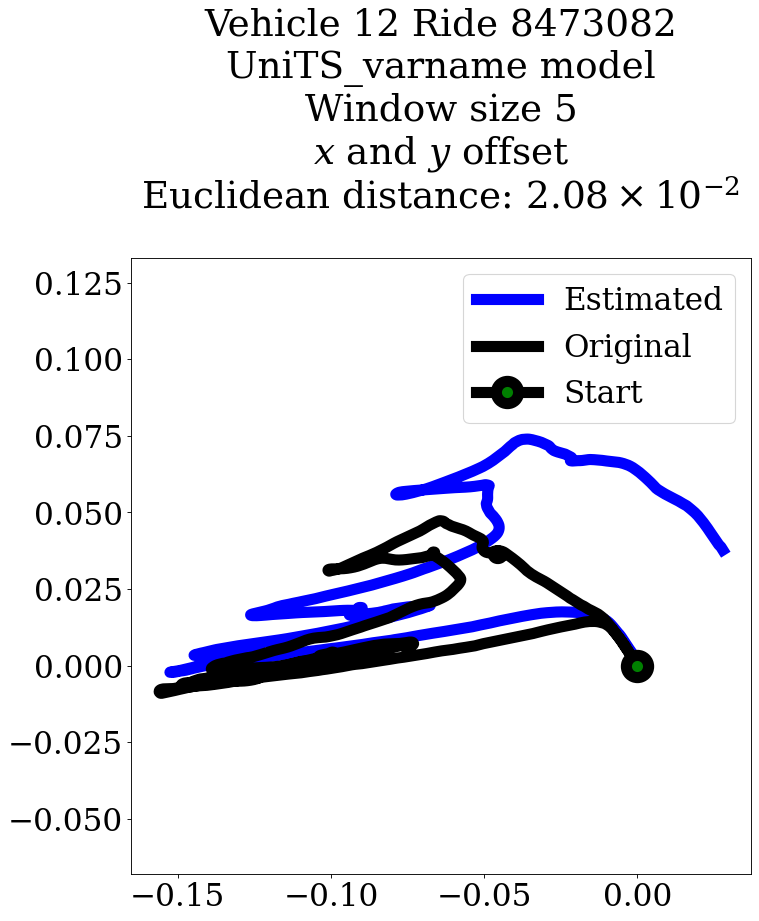 Vehicle 12 Ride 8473082
UniTS_varname model
Window size 5
x and y offset
Euclidean distance: 2.08 × 10⁻²
Estimated
Original
Start
0.125
0.100
0.075
0.050
0.025
0.000
−0.025
−0.050
−0.15 −0.10 −0.05 0.00